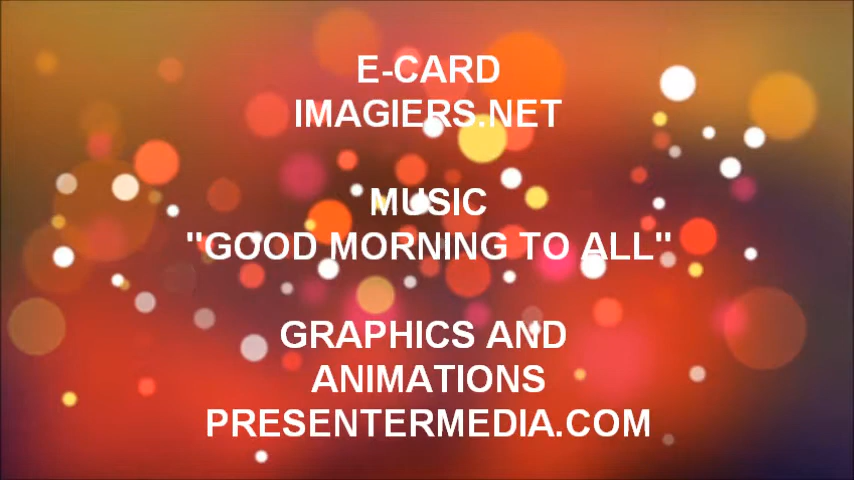 E-CARD
IMAGIERS.NET
MUSIC
"GOOD MORNING TO ALL"
GRAPHICS AND
ANIMATIONS
PRESENTERMEDIA.COM